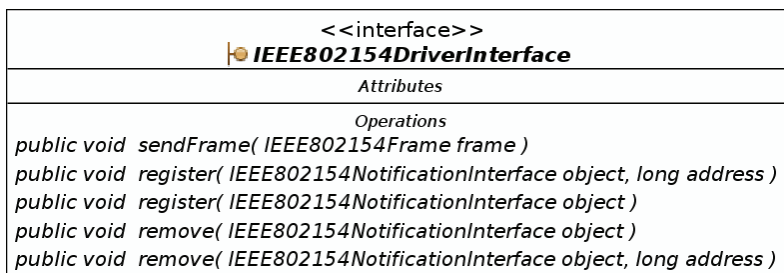 <<interface>>
IEEE802154DriverInterface
Attributes
Operations
public void sendFrame( IEEE802154Frame frame )
public void register( IEEE802154NotificationInterface object, long address )
public void register( IEEE802154NotificationInterface object )
public void remove( IEEE802154NotificationInterface object )
public void remove( IEEE802154NotificationInterface object, long address )